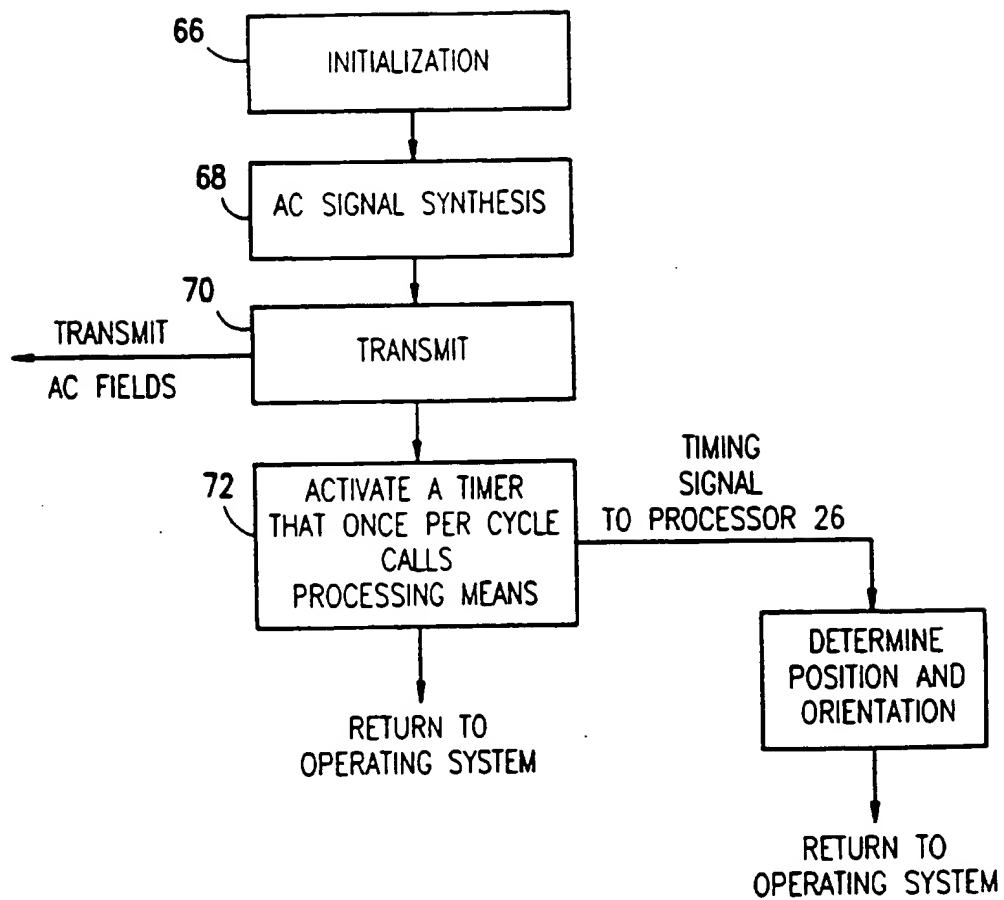 66
INITIALIZATION
68
AC SIGNAL SYNTHESIS
70
TRANSMIT
AC FIELDS
TRANSMIT
72
ACTIVATE A TIMER
THAT ONCE PER CYCLE
CALLS
PROCESSING MEANS
TIMING
SIGNAL
TO PROCESSOR 26
DETERMINE
POSITION AND
ORIENTATION
RETURN TO
OPERATING SYSTEM
RETURN TO
OPERATING SYSTEM